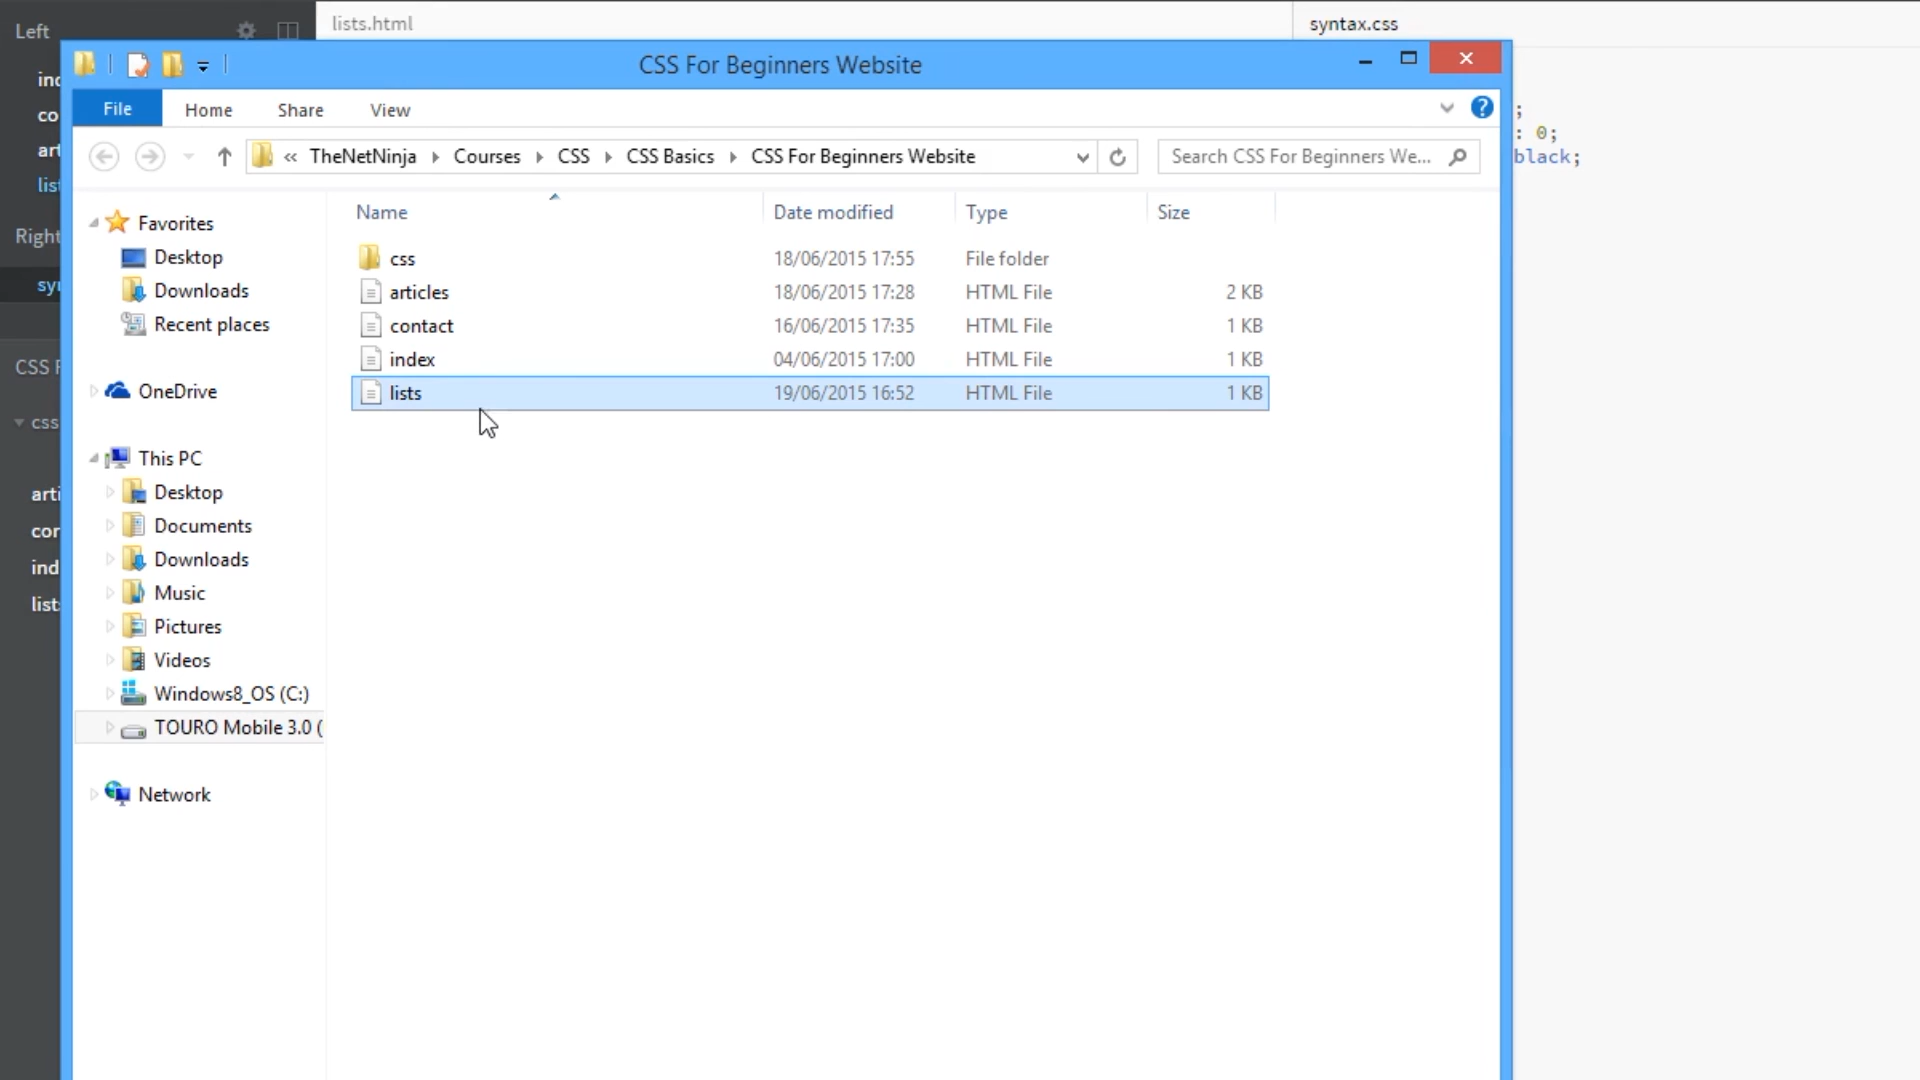 Left
lists.html
syntax.css
CSS For Beginners Website
File Home Share View
TheNetNinja Courses CSS CSS Basics CSS For Beginners Website
Search CSS For Beginners We...
Name Date modified Type Size
css 18/06/2015 17:55 File folder
articles 18/06/2015 17:28 HTML File 2 KB
contact 16/06/2015 17:35 HTML File 1 KB
index 04/06/2015 17:00 HTML File 1 KB
lists 19/06/2015 16:52 HTML File 1 KB
Favorites
Desktop
Downloads
Recent places
OneDrive
This PC
Desktop
Documents
Downloads
Music
Pictures
Videos
Windows8_OS (C:)
TOURO Mobile 3.0 (
Network
Right
css
;
: 0;
black;